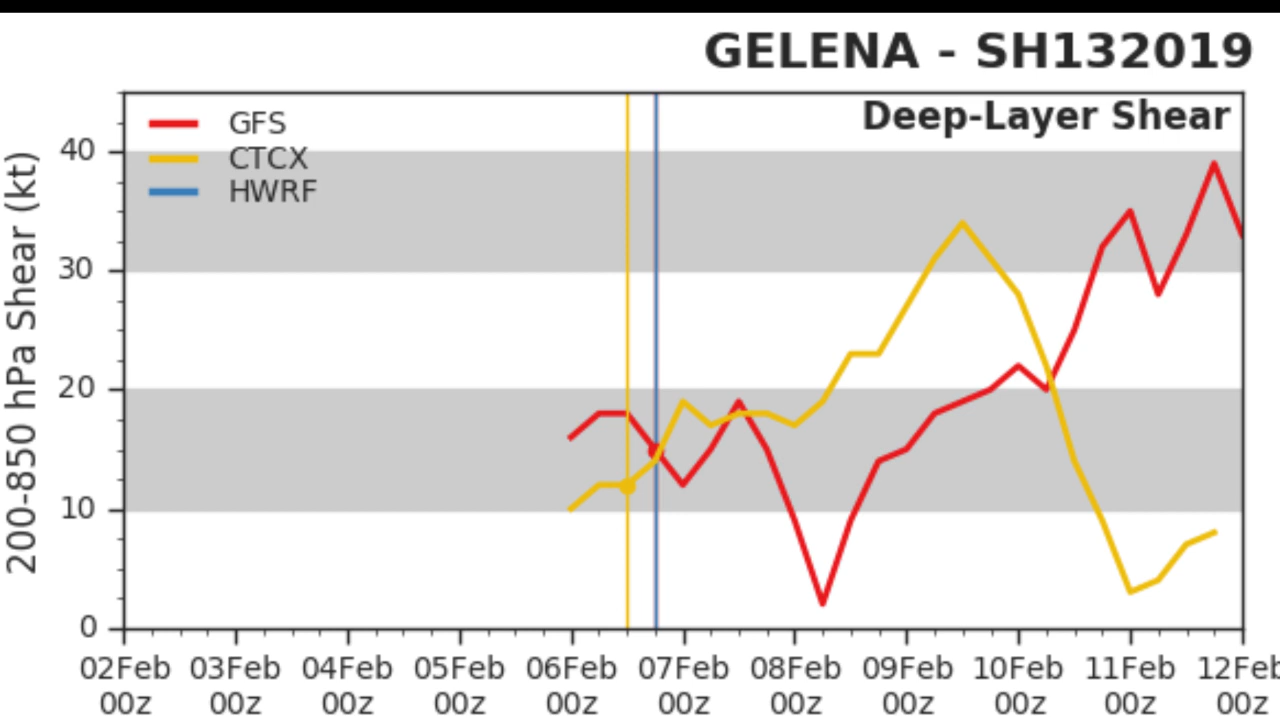 GELENA - SH132019
Deep-Layer Shear
GFS
CTCX
HWRF
200-850 hPa Shear (kt)
40
30
20
10
0
02Feb 03Feb 04Feb 05Feb 06Feb 07Feb 08Feb 09Feb 10Feb 11Feb 12Feb
00z 00z 00z 00z 00z 00z 00z 00z 00z 00z 00z